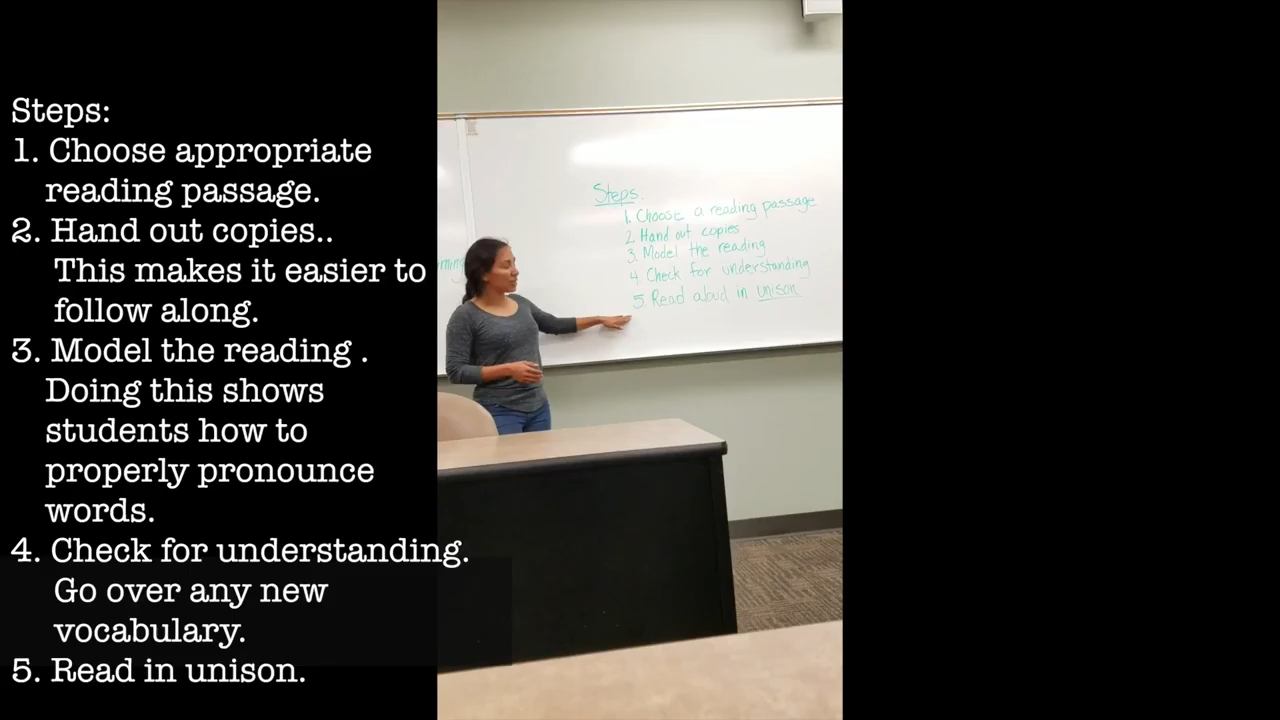 Steps:
1. Choose appropriate
reading passage.
2. Hand out copies..
This makes it easier to
follow along.
3. Model the reading .
Doing this shows
students how to
properly pronounce
words.
4. Check for understanding.
Go over any new
vocabulary.
5. Read in unison.
Steps:
1. Choose a reading passage
2. Hand out copies
3. Model the reading
4. Check for understanding
5. Read aloud in unison